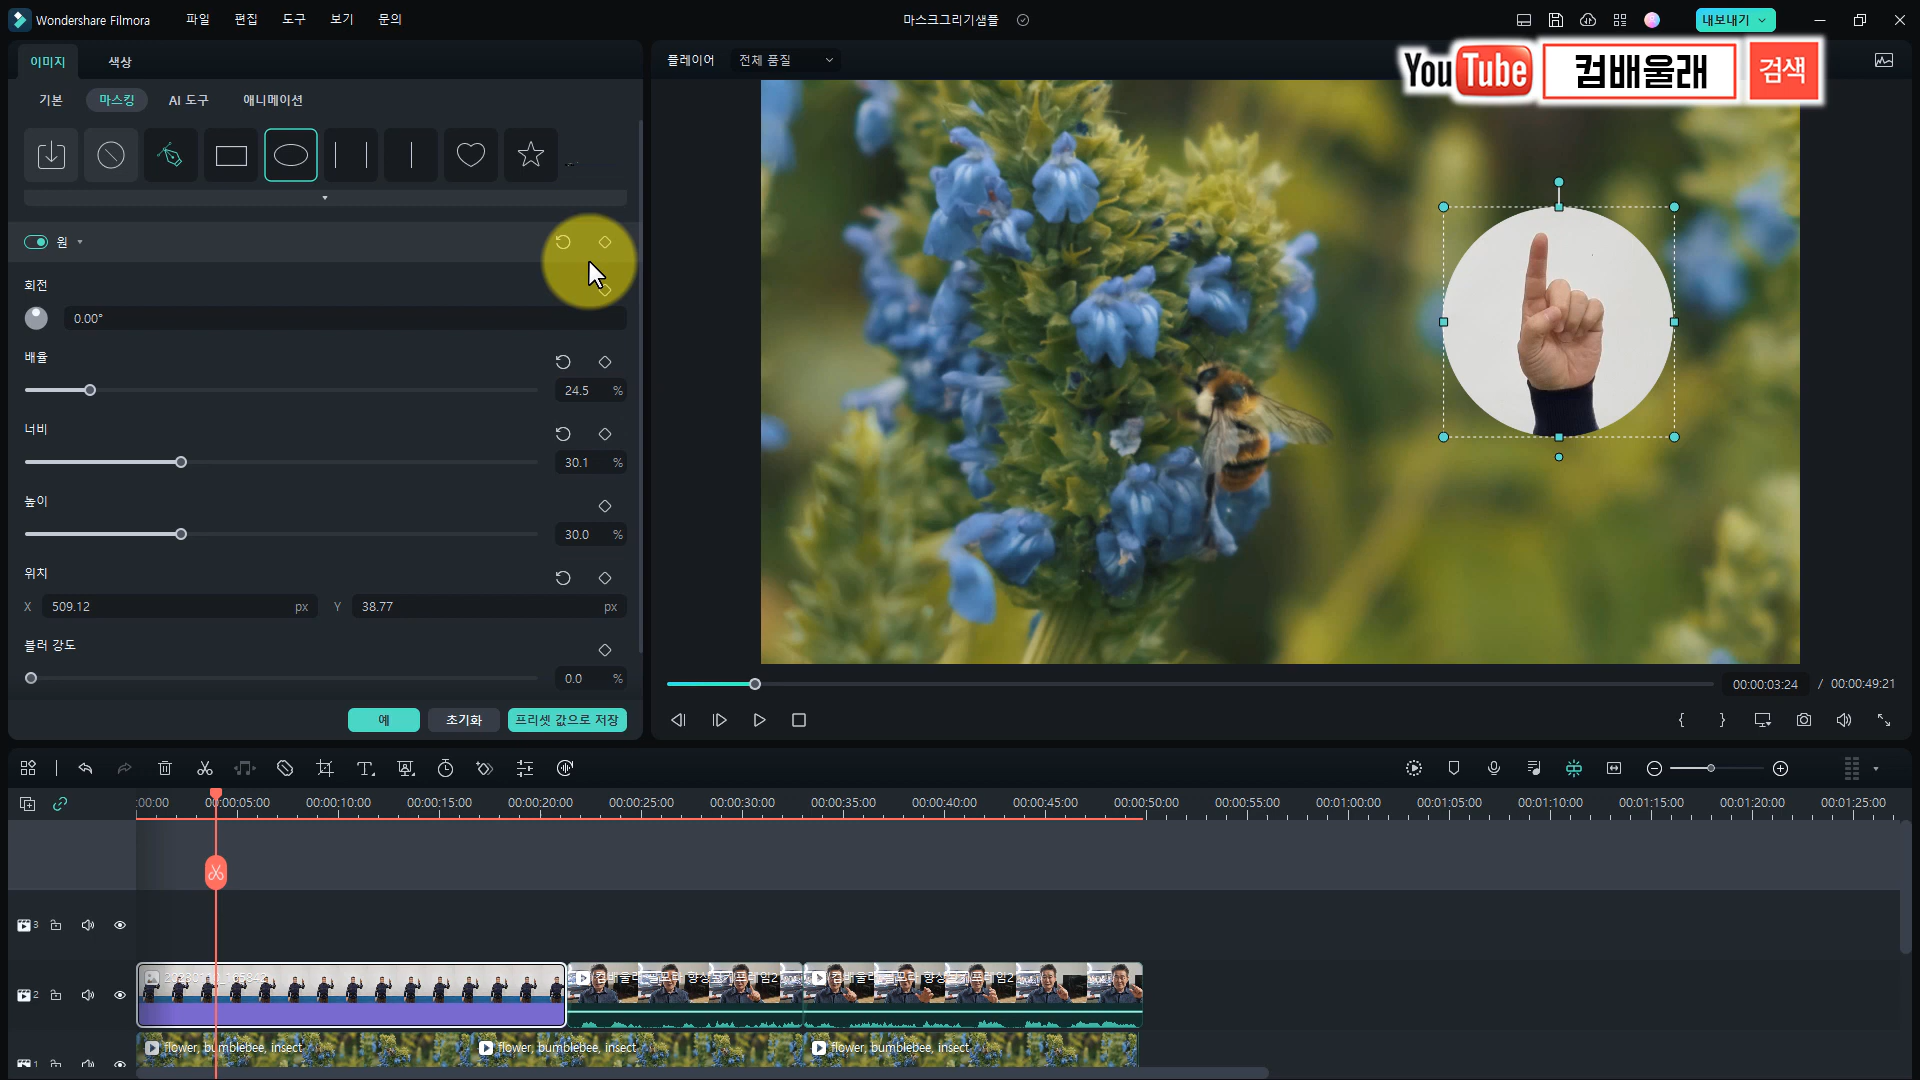 Wondershare Filmora 파일 편집 도구 보기 문의 마스크그리기샘플 내보내기
YouTube 컴배울래 검색
이미지 색상
플레이어 전체 품질
기본 마스킹 AI 도구 애니메이션
원
회전
0.00°
배율
24.5 %
너비
30.1 %
높이
30.0 %
위치
X 509.12 px Y 38.77 px
블러 강도
0.0 %
00:00:03:24 / 00:00:49:21
예 초기화 프리셋 값으로 저장
:00:00 00:00:05:00 00:00:10:00 00:00:15:00 00:00:20:00 00:00:25:00 00:00:30:00 00:00:35:00 00:00:40:00 00:00:45:00 00:00:50:00 00:00:55:00 00:01:00:00 00:01:05:00 00:01:10:00 00:01:15:00 00:01:20:00 00:01:25:00
3
2
1 flower, bumblebee, insect flower, bumblebee, insect flower, bumblebee, insect